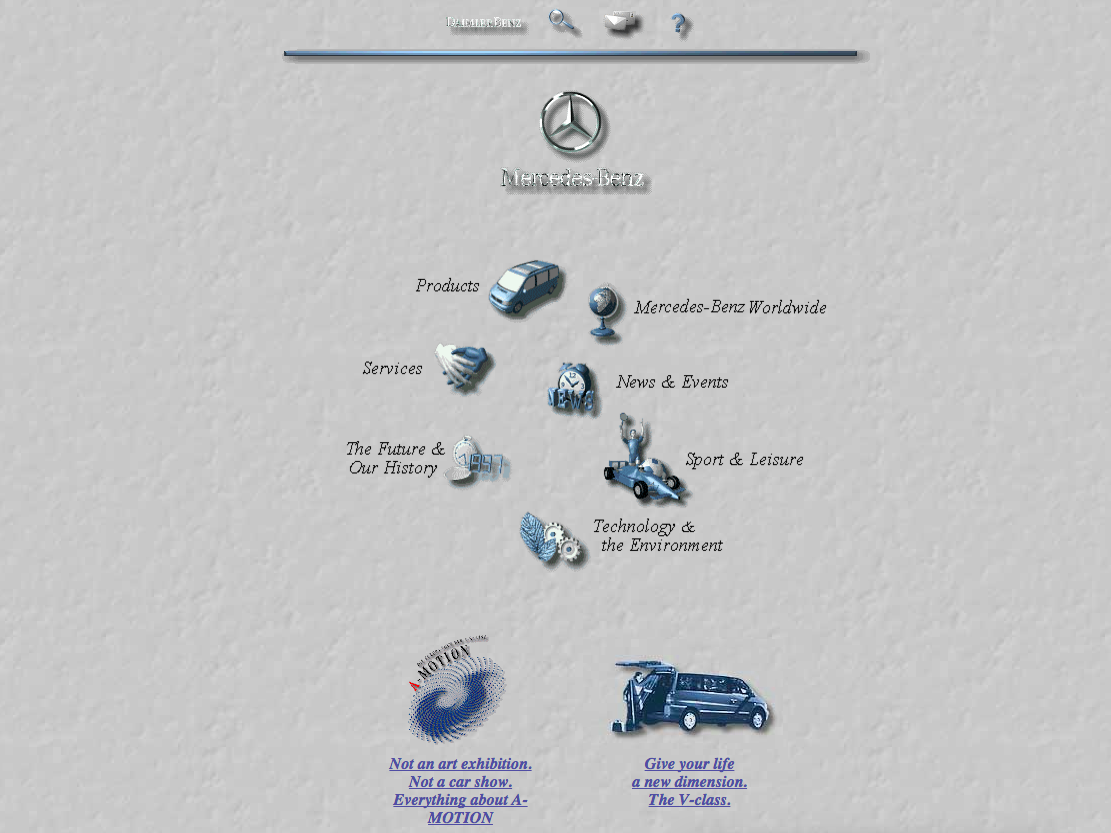 DAIMLER-BENZ
?
Mercedes-Benz
Products
Mercedes-Benz Worldwide
Services
News & Events
NEWS
The Future &
Our History
1997
Sport & Leisure
Technology &
the Environment
A-MOTION
Not an art exhibition.
Not a car show.
Everything about A-
MOTION
Give your life
a new dimension.
The V-class.